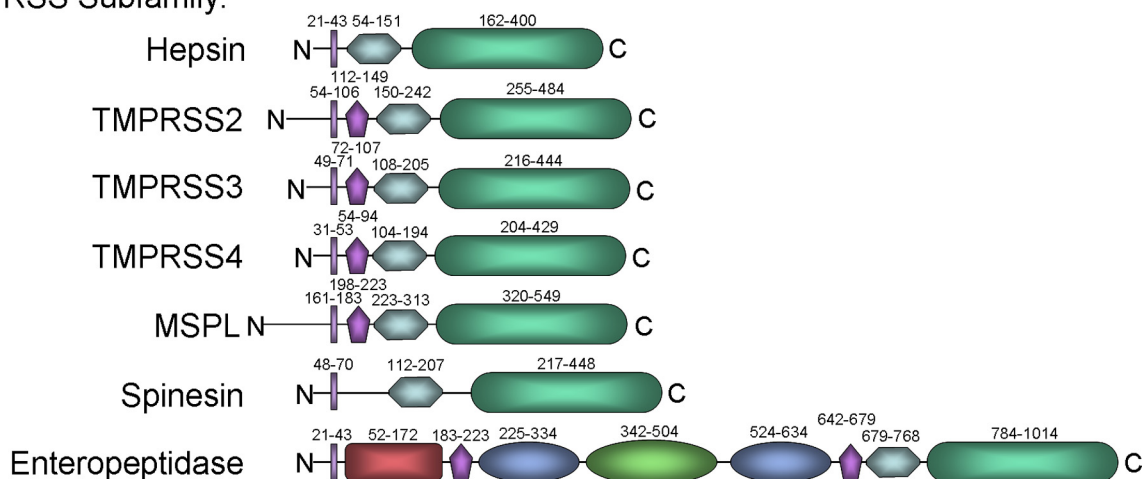 RSS Subfamily:
21-43 54-151 162-400
Hepsin N C
112-149
54-106 150-242 255-484
TMPRSS2 N C
72-107
49-71 108-205 216-444
TMPRSS3 N C
54-94
31-53 104-194 204-429
TMPRSS4 N C
198-223
161-183 223-313 320-549
MSPL N C
48-70 112-207 217-448
Spinesin N C
642-679
21-43 52-172 183-223 225-334 342-504 524-634 679-768 784-1014
Enteropeptidase N C